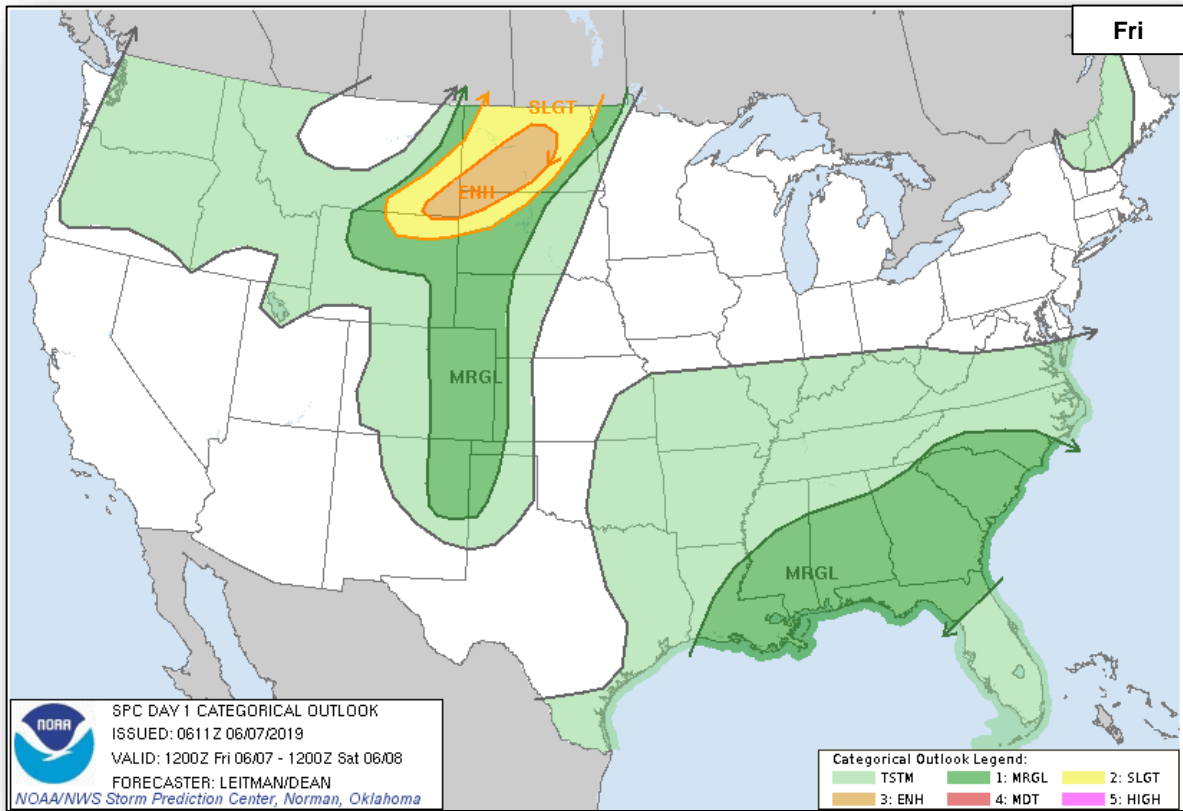 Fri
SLGT
ENH
MRGL
MRGL
NOAA
SPC DAY 1 CATEGORICAL OUTLOOK
ISSUED: 0611Z 06/07/2019
VALID: 1200Z Fri 06/07 - 1200Z Sat 06/08
FORECASTER: LEITMAN/DEAN
NOAA/NWS Storm Prediction Center, Norman, Oklahoma
Categorical Outlook Legend:
TSTM 1: MRGL 2: SLGT
3: ENH 4: MDT 5: HIGH